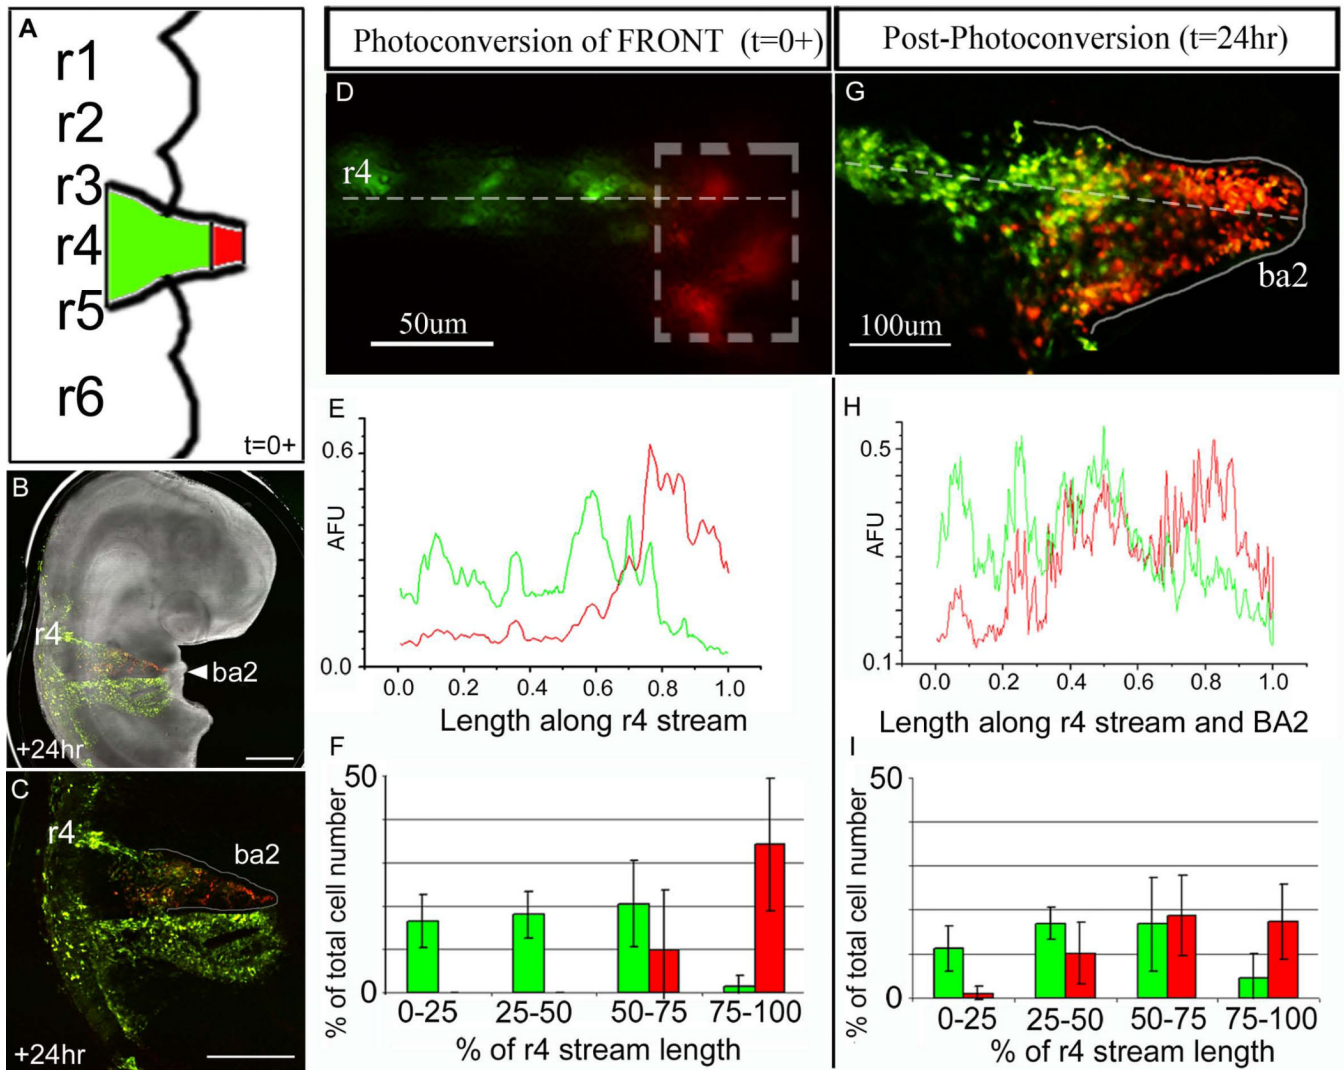 A
r1
r2
r3
r4
r5
r6
t=0+
B
r4
ba2
+24hr
C
r4
ba2
+24hr
Photoconversion of FRONT (t=0+)
D
r4
50um
E
0.6
AFU
0.0
0.0 0.2 0.4 0.6 0.8 1.0
Length along r4 stream
F
50
% of total cell number
0
0-25 25-50 50-75 75-100
% of r4 stream length
Post-Photoconversion (t=24hr)
G
ba2
100um
H
0.5
AFU
0.1
0.0 0.2 0.4 0.6 0.8 1.0
Length along r4 stream and BA2
I
50
% of total cell number
0
0-25 25-50 50-75 75-100
% of r4 stream length